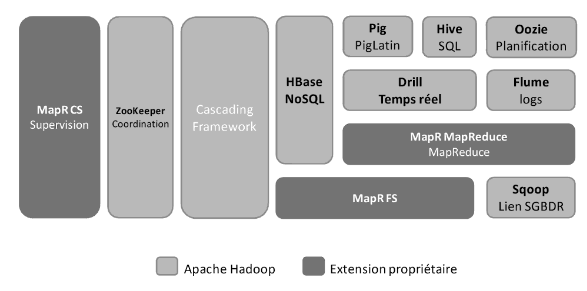 MapR CS
Supervision
ZooKeeper
Coordination
Cascading
Framework
HBase
NoSQL
Pig
PigLatin
Hive
SQL
Oozie
Planification
Drill
Temps réel
Flume
logs
MapR MapReduce
MapReduce
MapR FS
Sqoop
Lien SGBDR
Apache Hadoop
Extension propriétaire